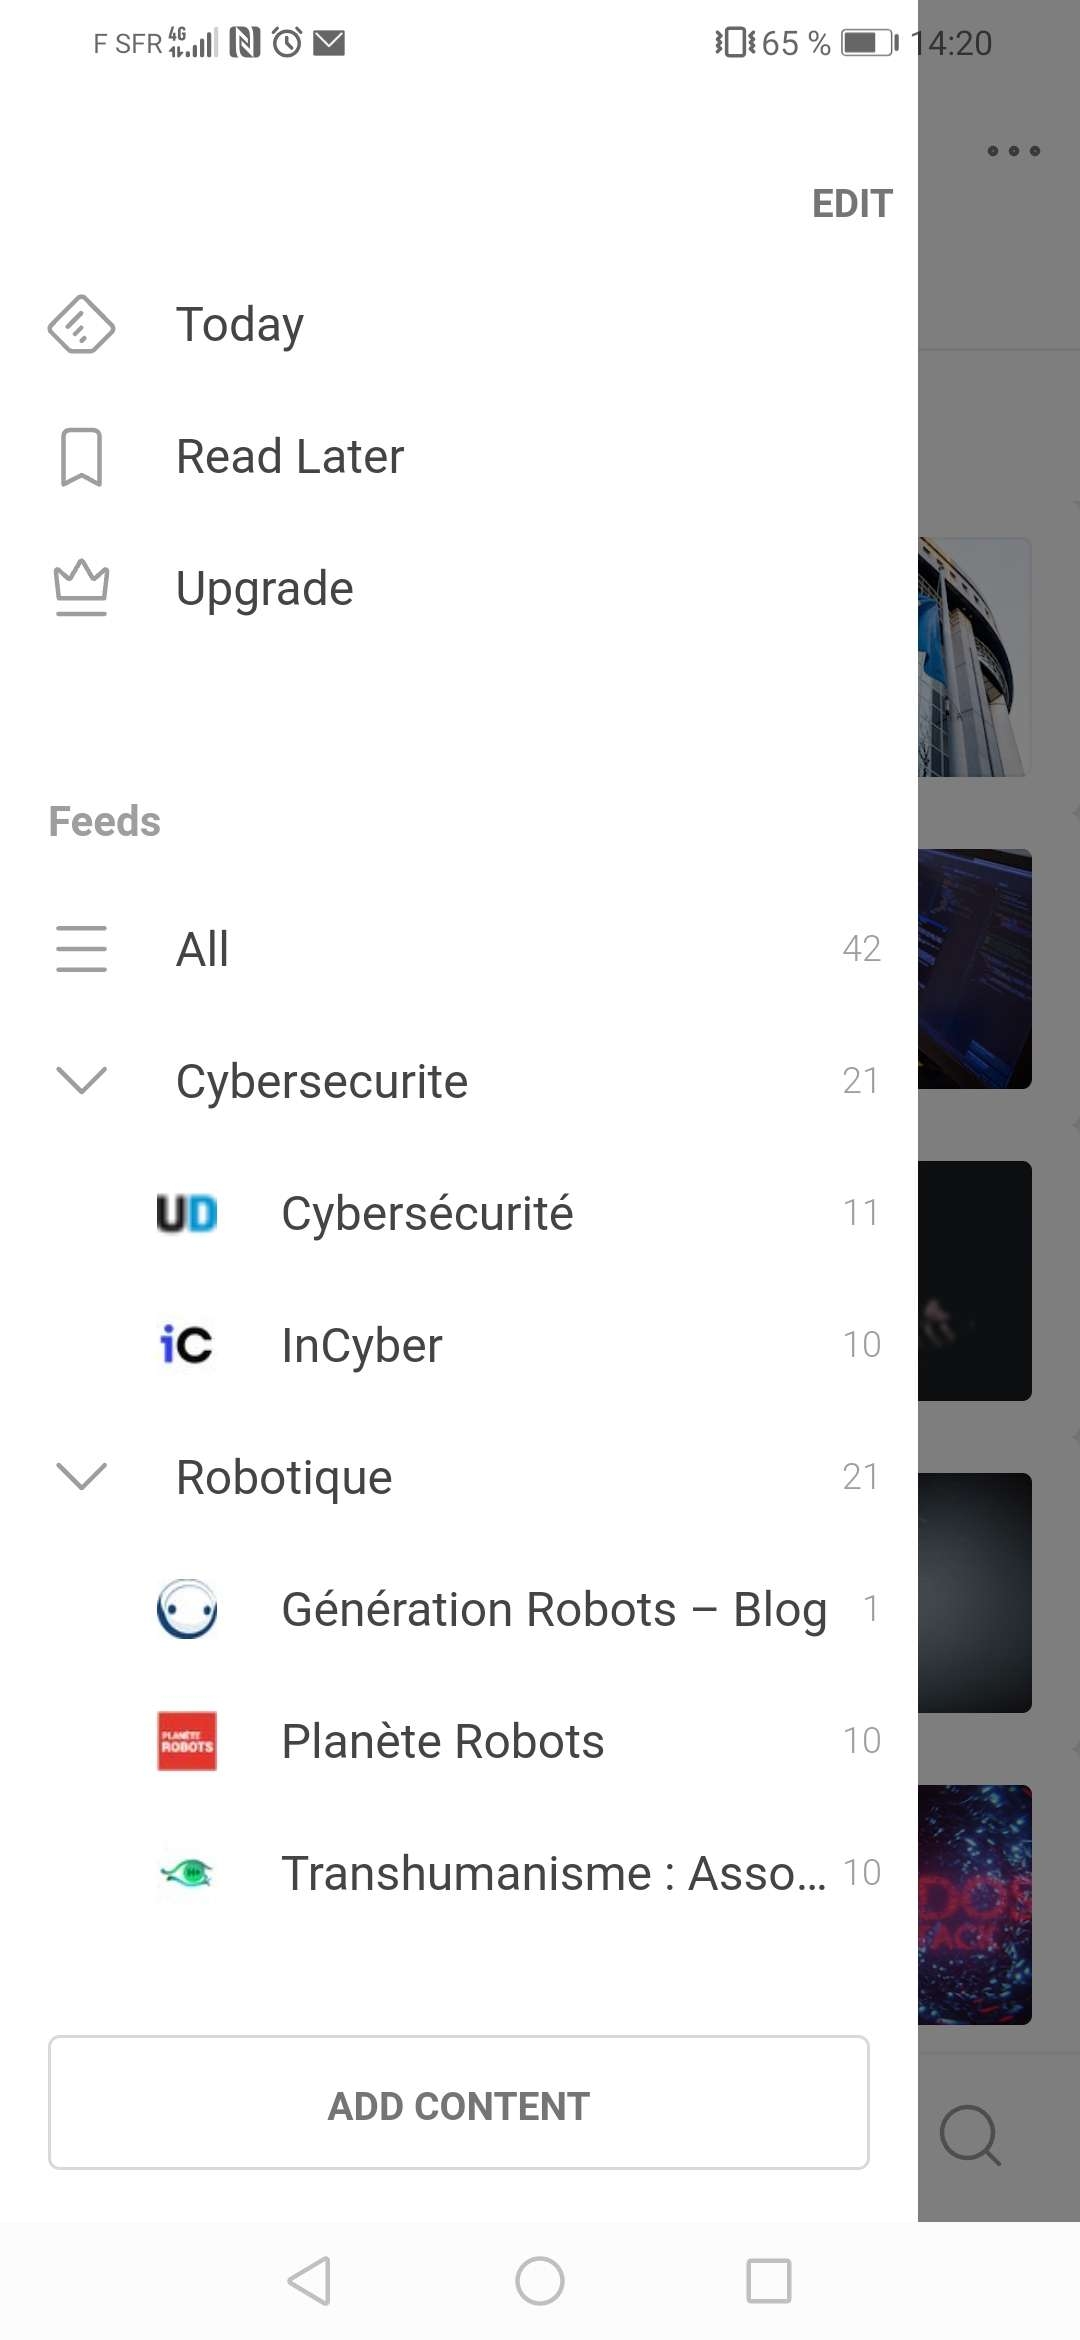 F SFR 4G 65 % 14:20
EDIT
Today
Read Later
Upgrade
Feeds
All 42
Cybersecurite 21
UD Cybersécurité 11
iC InCyber 10
Robotique 21
Génération Robots – Blog 1
PLANÈTE
ROBOTS
Planète Robots 10
Transhumanisme : Asso... 10
ADD CONTENT